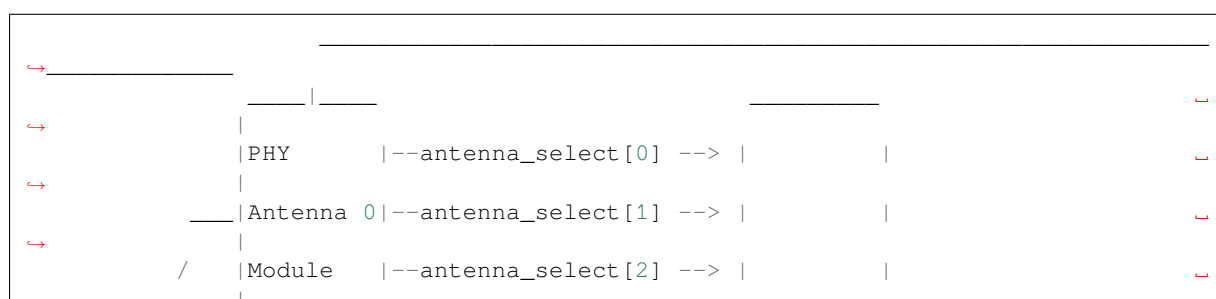 ______________________________________________________________
↪_____________
                ____|____                          _________                    ␣
↪              |
               |PHY      |--antenna_select[0] --> |         |                    ␣
↪              |
            ___|Antenna 0|--antenna_select[1] --> |         |                    ␣
↪              |
           /   |Module   |--antenna_select[2] --> |         |                    ␣
               |